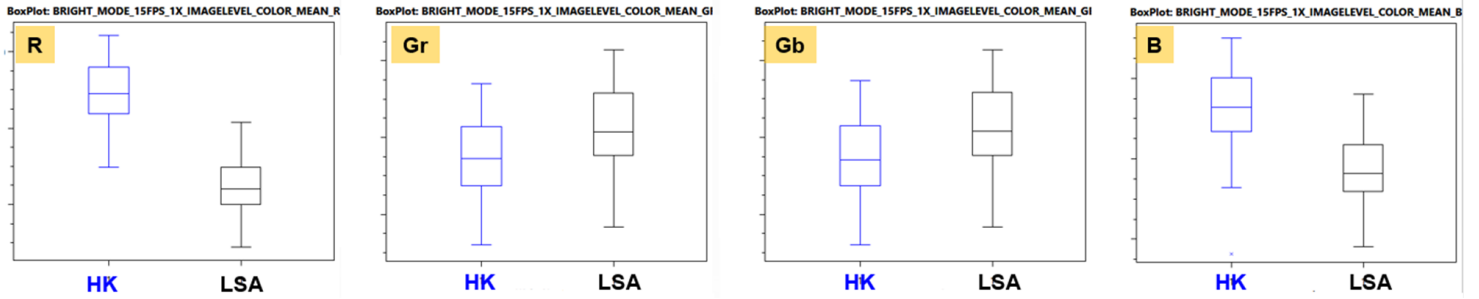 BoxPlot: BRIGHT_MODE_15FPS_1X_IMAGELEVEL_COLOR_MEAN_R
R
HK LSA
BoxPlot: BRIGHT_MODE_15FPS_1X_IMAGELEVEL_COLOR_MEAN_GI
Gr
HK LSA
BoxPlot: BRIGHT_MODE_15FPS_1X_IMAGELEVEL_COLOR_MEAN_GI
Gb
HK LSA
BoxPlot: BRIGHT_MODE_15FPS_1X_IMAGELEVEL_COLOR_MEAN_B
B
HK LSA